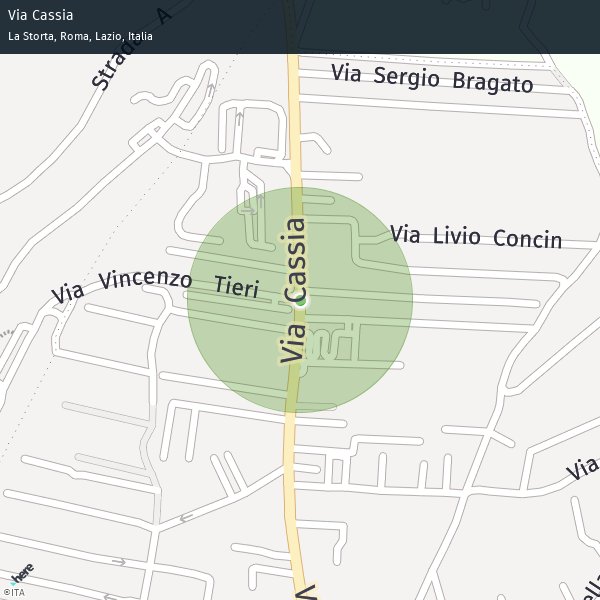 Via Cassia
La Storta, Roma, Lazio, Italia
Via Sergio Bragato
Via Livio Concin
Via Vincenzo Tieri
Via Cassia
Via
here
©ITA